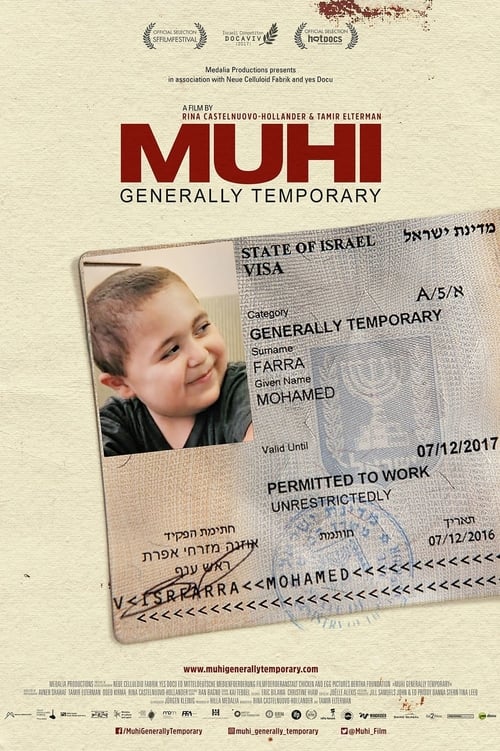 OFFICIAL SELECTION
SFFILMFESTIVAL
Israeli Competition
DOCAVIV
(2017)
OFFICIAL SELECTION
HOTDOCS
Medalia Productions presents
in association with Neue Celluloid Fabrik and yes Docu
A FILM BY
RINA CASTELNUOVO-HOLLANDER & TAMIR ELTERMAN
MUHI
GENERALLY TEMPORARY
STATE OF ISRAEL מדינת ישראל
VISA
א/5/A
Category
GENERALLY TEMPORARY
Surname
FARRA
Given Name
MOHAMED
Valid Until 07/12/2017
PERMITTED TO WORK
UNRESTRICTEDLY
חתימת הפקיד חותמת תאריך
אוזנה מזרחי אפרת 07/12/2016
ראש ענף
V<ISRFARRA<<MOHAMED<<<<<<<<<<
<<<<<<<<<<<<<<<<<<<<
www.muhigenerallytemporary.com
/MuhiGenerallyTemporary
muhi_generally_temporary
@Muhi_Film